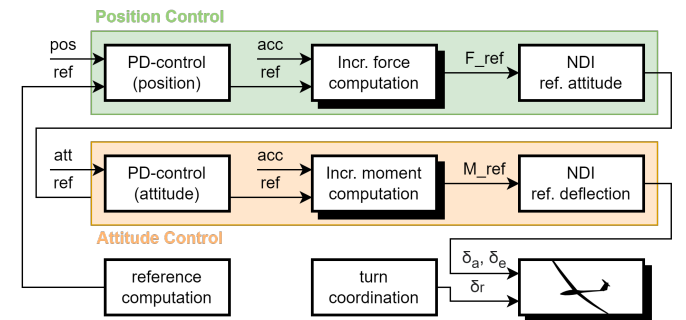 Position Control
pos
ref
PD-control
(position)
acc
ref
Incr. force
computation
F_ref
NDI
ref. attitude
att
ref
PD-control
(attitude)
acc
ref
Incr. moment
computation
M_ref
NDI
ref. deflection
Attitude Control
reference
computation
turn
coordination
δa, δe
δr